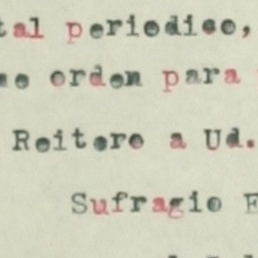 tal periodico,
orden para
Reitero a Ud.
Sufragio E